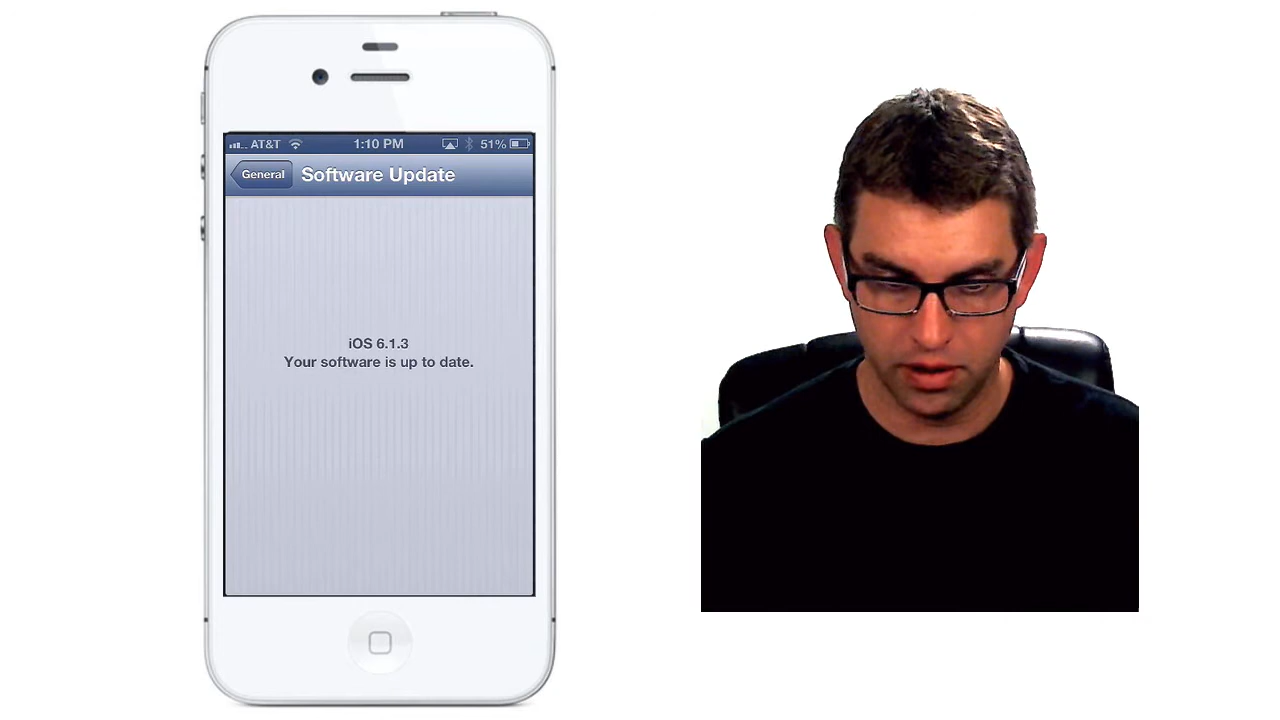 AT&T 1:10 PM 51%
General Software Update
iOS 6.1.3
Your software is up to date.